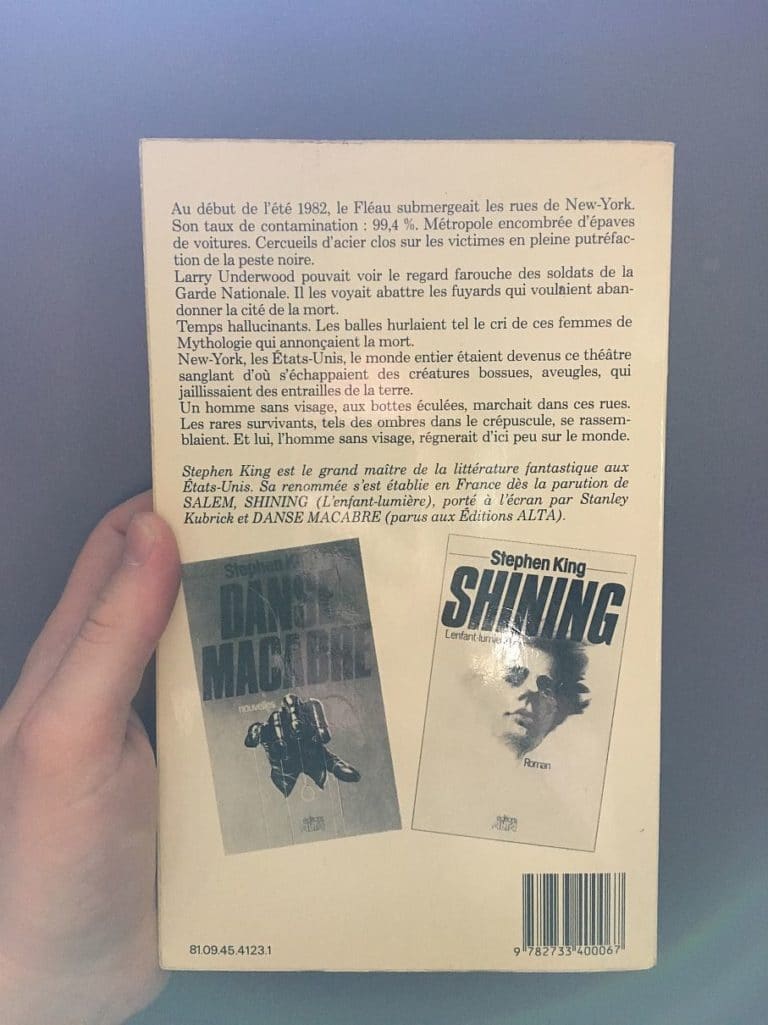 Au début de l'été 1982, le Fléau submergeait les rues de New-York.
Son taux de contamination : 99,4 %. Métropole encombrée d'épaves
de voitures. Cercueils d'acier clos sur les victimes en pleine putréfac-
tion de la peste noire.
Larry Underwood pouvait voir le regard farouche des soldats de la
Garde Nationale. Il les voyait abattre les fuyards qui voulaient aban-
donner la cité de la mort.
Temps hallucinants. Les balles hurlaient tel le cri de ces femmes de
Mythologie qui annonçaient la mort.
New-York, les États-Unis, le monde entier étaient devenus ce théâtre
sanglant d'où s'échappaient des créatures bossues, aveugles, qui
jaillissaient des entrailles de la terre.
Un homme sans visage, aux bottes éculées, marchait dans ces rues.
Les rares survivants, tels des ombres dans le crépuscule, se rassem-
blaient. Et lui, l'homme sans visage, régnerait d'ici peu sur le monde.
Stephen King est le grand maître de la littérature fantastique aux
États-Unis. Sa renommée s'est établie en France dès la parution de
SALEM, SHINING (L'enfant-lumière), porté à l'écran par Stanley
Kubrick et DANSE MACABRE (parus aux Éditions ALTA).
Stephen King
DANSE
MACABRE
nouvelles
éditions
Stephen King
SHINING
L'enfant-lumière
Roman
éditions
81.09.45.4123.1
9 782733 400067